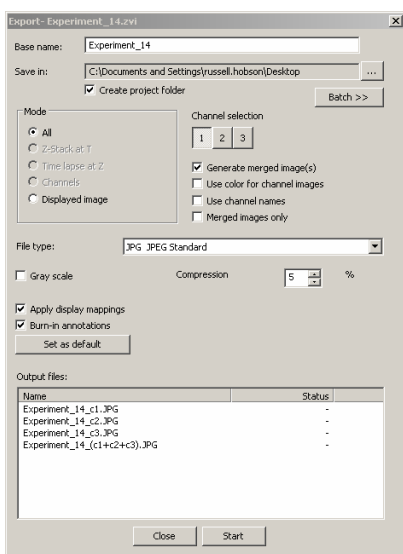 Export- Experiment_14.zvi
Base name: Experiment_14
Save in: C:\Documents and Settings\russell.hobson\Desktop ...
Create project folder
Batch >>
Mode
All
Z-Stack at T
Time lapse at Z
Channels
Displayed image
Channel selection
1 2 3
Generate merged image(s)
Use color for channel images
Use channel names
Merged images only
File type: JPG JPEG Standard
Gray scale Compression 5 %
Apply display mappings
Burn-in annotations
Set as default
Output files:
Name Status
Experiment_14_c1.JPG -
Experiment_14_c2.JPG -
Experiment_14_c3.JPG -
Experiment_14_(c1+c2+c3).JPG -
Close Start